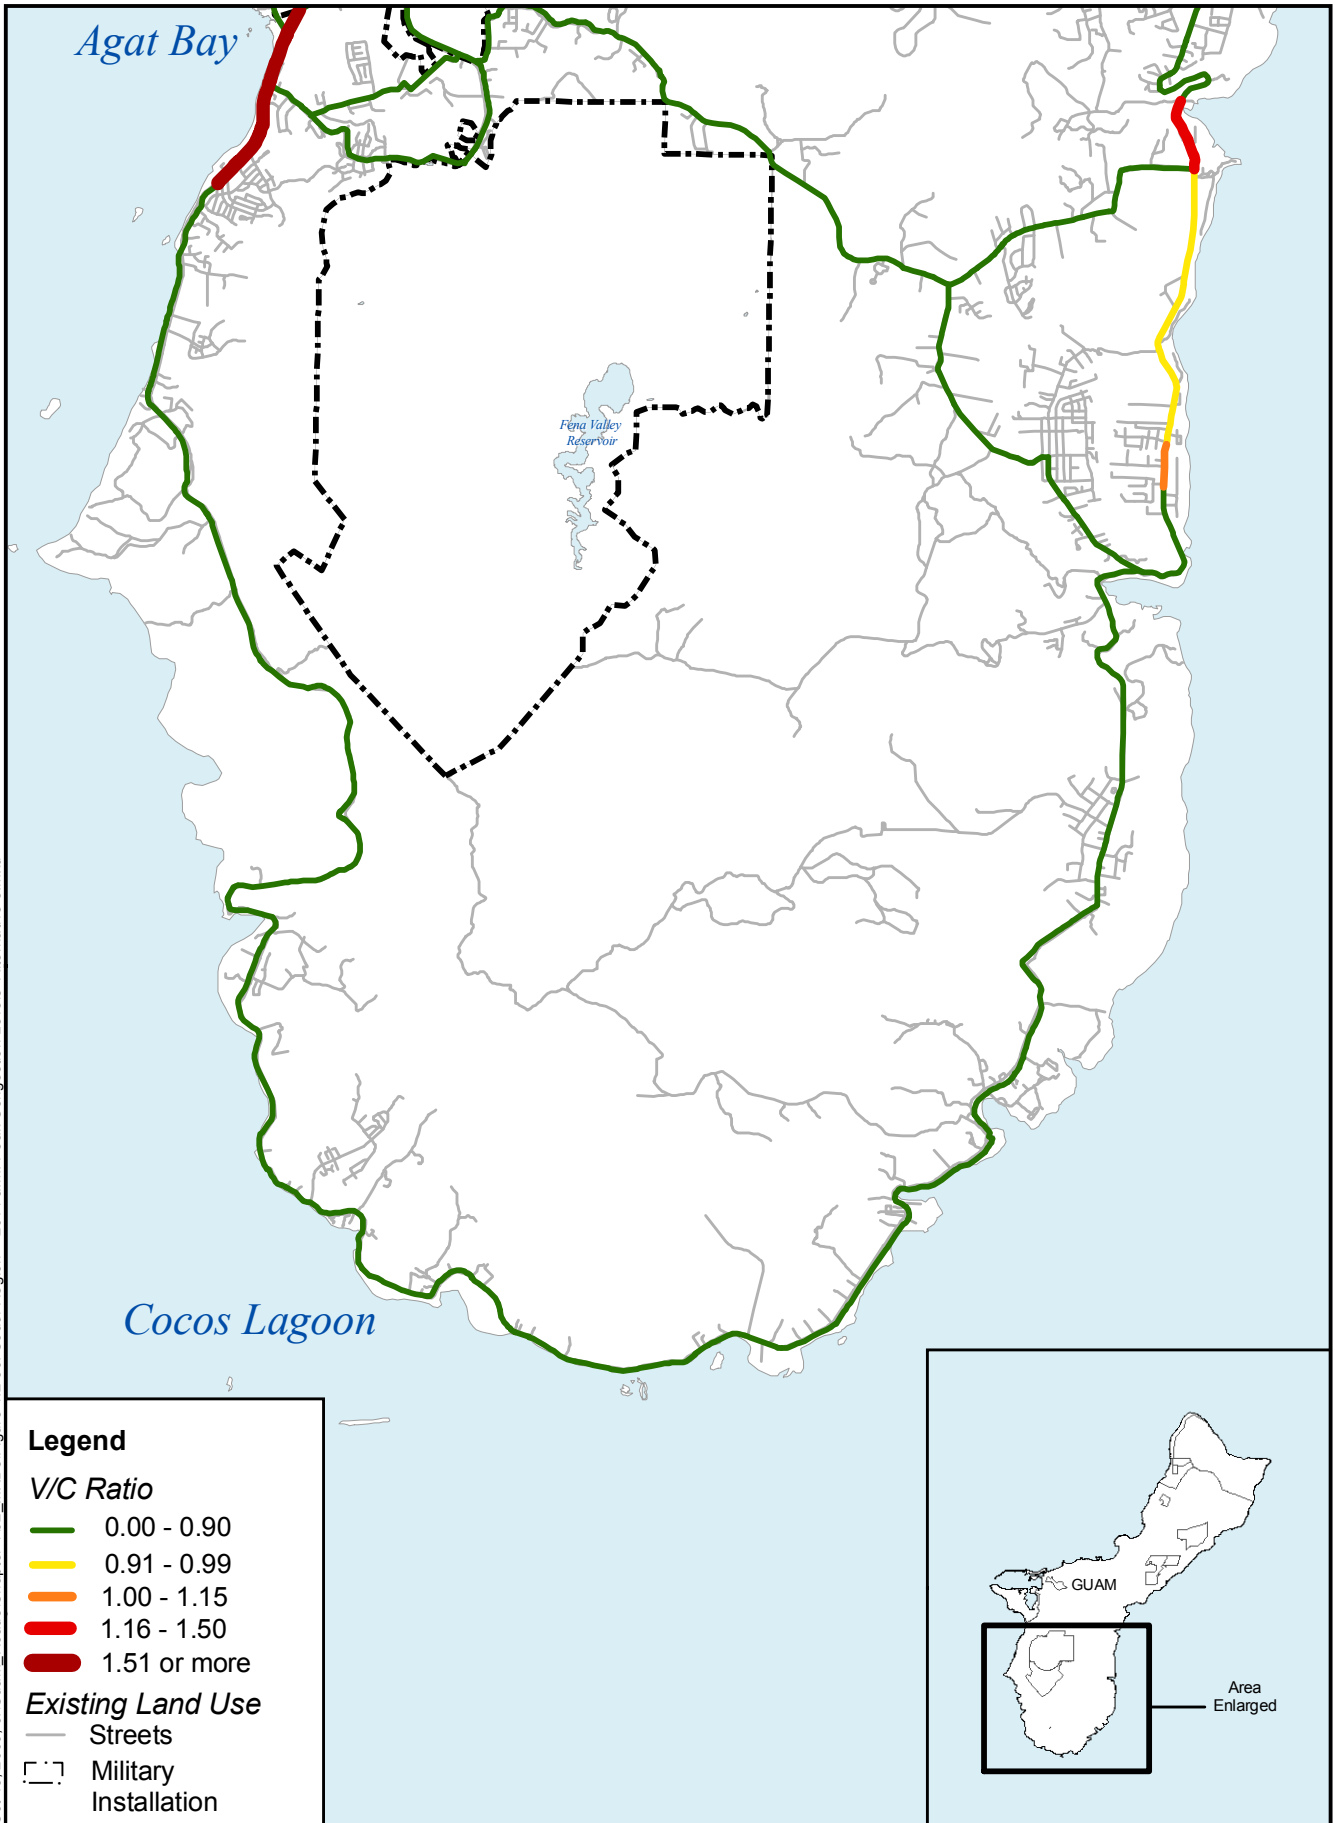 Agat Bay
Fena Valley
Reservoir
Cocos Lagoon
Legend
V/C Ratio
0.00 - 0.90
0.91 - 0.99
1.00 - 1.15
1.16 - 1.50
1.51 or more
Existing Land Use
Streets
Military
Installation
GUAM
Area
Enlarged